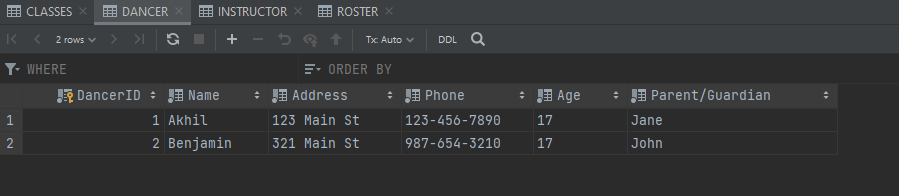 CLASSES DANCER INSTRUCTOR ROSTER
2 rows Tx: Auto DDL
WHERE ORDER BY
DancerID Name Address Phone Age Parent/Guardian
1 1 Akhil 123 Main St 123-456-7890 17 Jane
2 2 Benjamin 321 Main St 987-654-3210 17 John